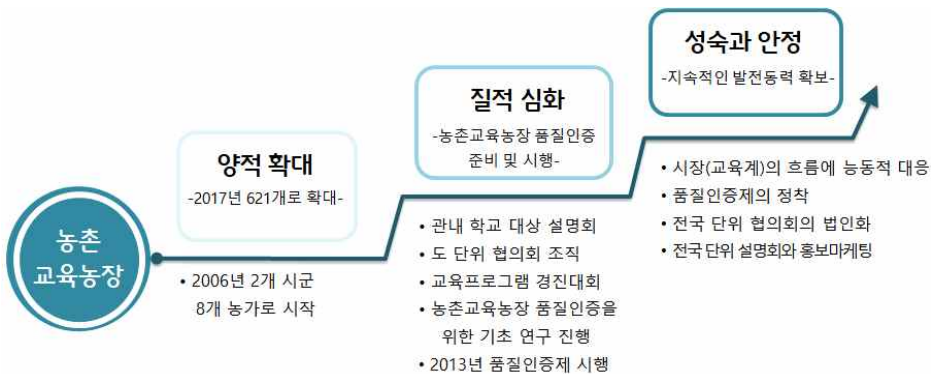 농촌
교육농장
양적 확대
-2017년 621개로 확대-
• 2006년 2개 시군
8개 농가로 시작
질적 심화
-농촌교육농장 품질인증
준비 및 시행-
• 관내 학교 대상 설명회
• 도 단위 협의회 조직
• 교육프로그램 경진대회
• 농촌교육농장 품질인증을
위한 기초 연구 진행
• 2013년 품질인증제 시행
성숙과 안정
-지속적인 발전동력 확보-
• 시장(교육계)의 흐름에 능동적 대응
• 품질인증제의 정착
• 전국 단위 협의회의 법인화
• 전국 단위 설명회와 홍보마케팅